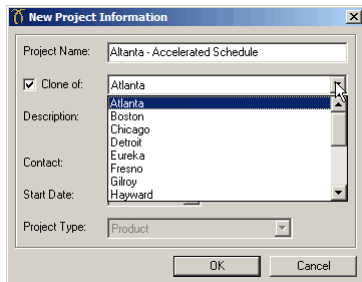 New Project Information
Project Name: Altanta - Accelerated Schedule
Clone of: Atlanta
Atlanta
Description: Boston
Chicago
Detroit
Eureka
Contact: Fresno
Gilroy
Start Date: Hayward
Project Type: Product
OK Cancel